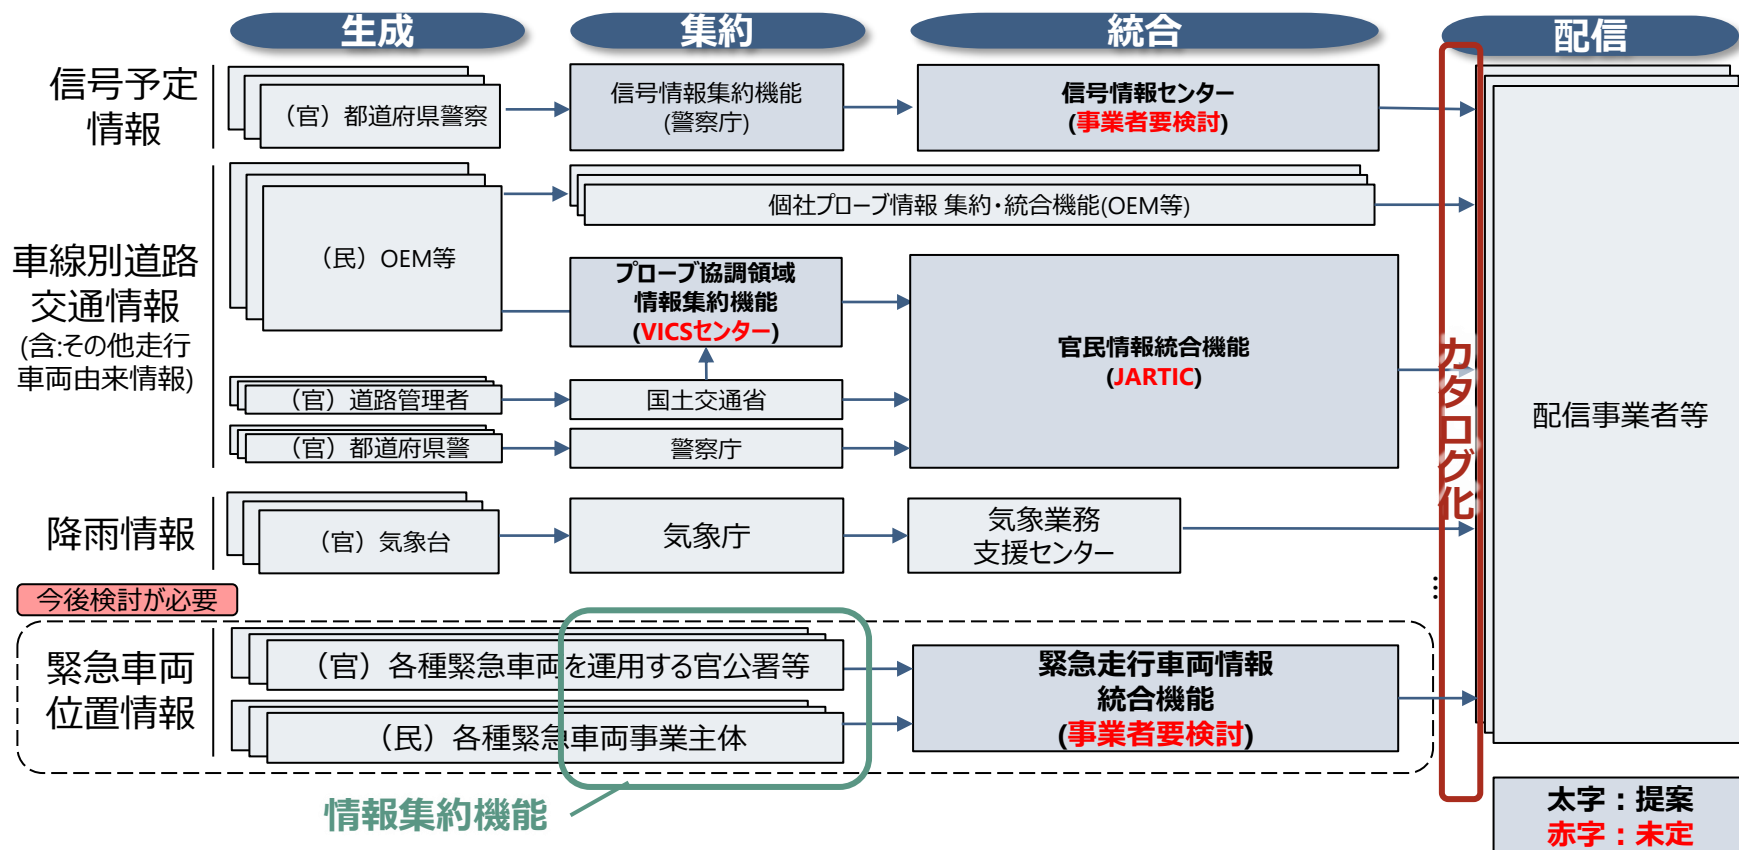 生成
集約
統合
配信
信号予定
情報
（官）都道府県警察
信号情報集約機能
(警察庁)
信号情報センター
(事業者要検討)
車線別道路
交通情報
(含:その他走行
車両由来情報)
（民）OEM等
個社プローブ情報 集約・統合機能(OEM等)
プローブ協調領域
情報集約機能
(VICSセンター)
官民情報統合機能
(JARTIC)
（官）道路管理者
国土交通省
（官）都道府県警
警察庁
降雨情報
（官）気象台
気象庁
気象業務
支援センター
カタログ化
配信事業者等
…
今後検討が必要
緊急車両
位置情報
（官）各種緊急車両を運用する官公署等
（民）各種緊急車両事業主体
緊急走行車両情報
統合機能
(事業者要検討)
情報集約機能
太字：提案
赤字：未定